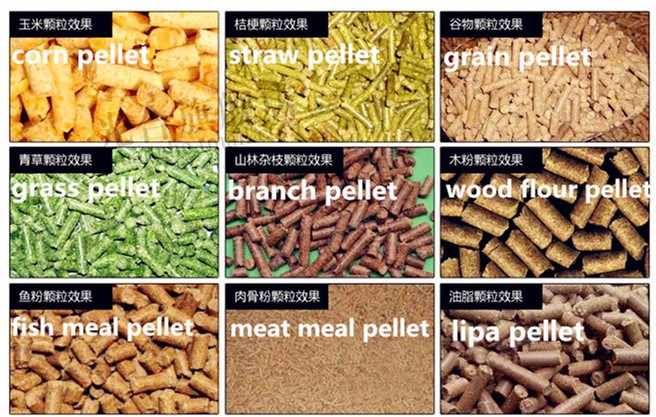 玉米颗粒效果
corn pellet
桔梗颗粒效果
straw pellet
谷物颗粒效果
grain pellet
青草颗粒效果
grass pellet
山林杂枝颗粒效果
branch pellet
木粉颗粒效果
wood flour pellet
鱼粉颗粒效果
fish meal pellet
肉骨粉颗粒效果
meat meal pellet
油脂颗粒效果
lipa pellet